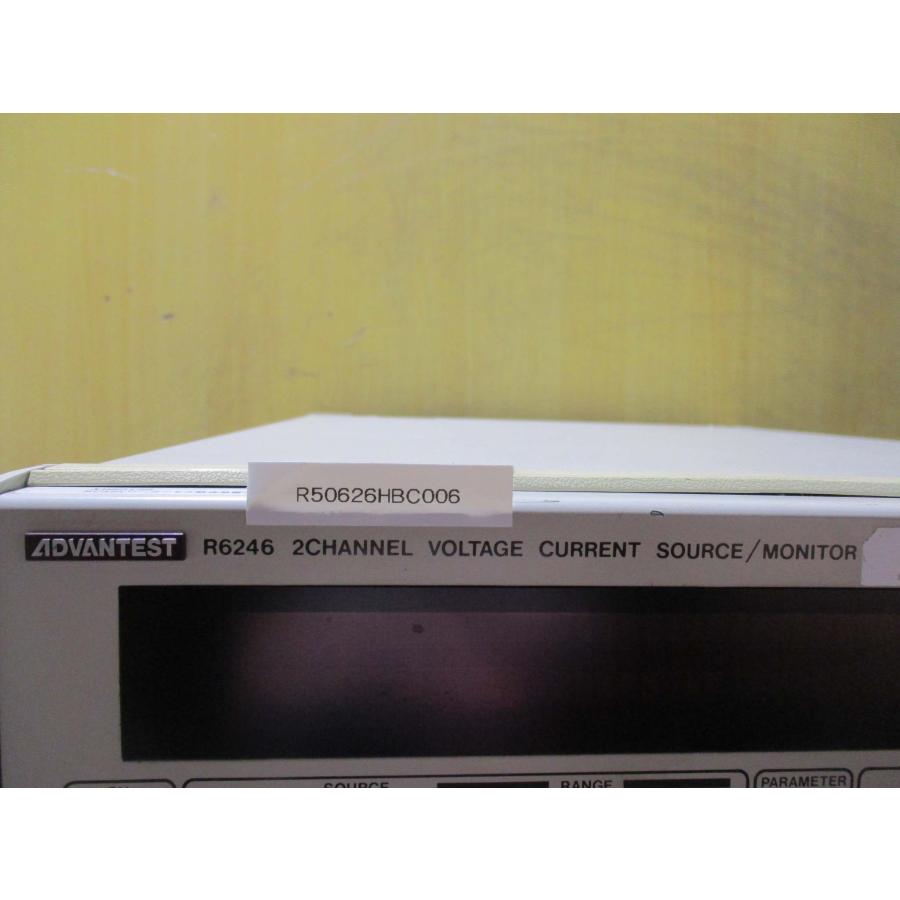 R50626HBC006
ADVANTEST R6246 2CHANNEL VOLTAGE CURRENT SOURCE/MONITOR
SOURCE RANGE PARAMETER